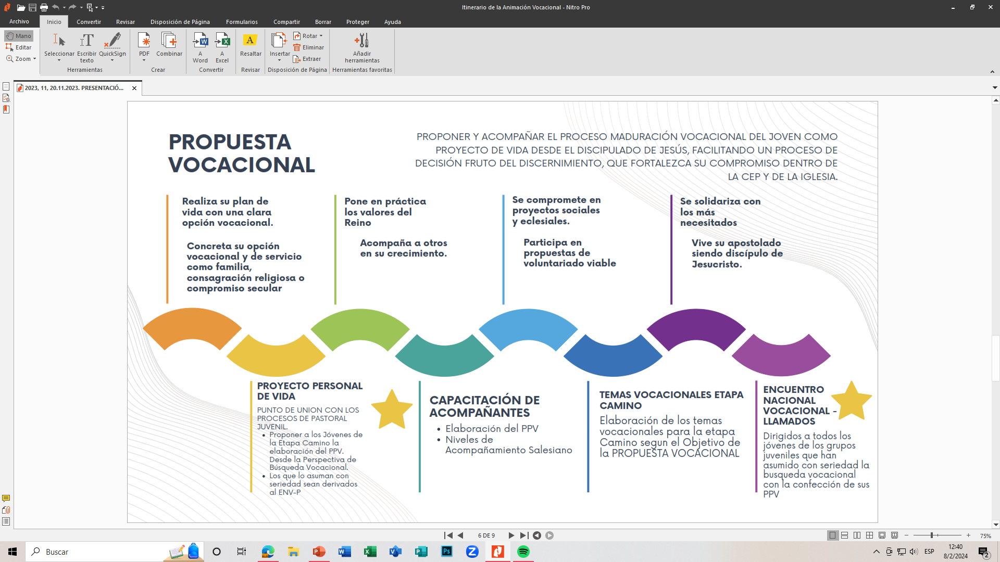 Itinerario de la Animación Vocacional - Nitro Pro
Archivo
Inicio
Convertir
Revisar
Disposición de Página
Formularios
Compartir
Borrar
Proteger
Ayuda
Mano
Editar
Zoom
Seleccionar
Escribir
texto
QuickSign
Herramientas
PDF
Combinar
Crear
A
Word
A
Excel
Convertir
Resaltar
Revisar
Insertar
Rotar
Eliminar
Extraer
Disposición de Página
Añadir
herramientas
Herramientas favoritas
2023, 11, 20.11.2023. PRESENTACIÓ...
PROPUESTA
VOCACIONAL
PROPONER Y ACOMPAÑAR EL PROCESO MADURACIÓN VOCACIONAL DEL JOVEN COMO
PROYECTO DE VIDA DESDE EL DISCIPULADO DE JESÚS, FACILITANDO UN PROCESO DE
DECISIÓN FRUTO DEL DISCERNIMIENTO, QUE FORTALEZCA SU COMPROMISO DENTRO DE
LA CEP Y DE LA IGLESIA.
Realiza su plan de
vida con una clara
opción vocacional.
Concreta su opción
vocacional y de servicio
como familia,
consagración religiosa o
compromiso secular
Pone en práctica
los valores del
Reino
Acompaña a otros
en su crecimiento.
Se compromete en
proyectos sociales
y eclesiales.
Participa en
propuestas de
voluntariado viable
Se solidariza con
los más
necesitados
Vive su apostolado
siendo discípulo de
Jesucristo.
PROYECTO PERSONAL
DE VIDA
PUNTO DE UNION CON LOS
PROCESOS DE PASTORAL
JUVENIL.
• Proponer a los Jóvenes de
la Etapa Camino la
elaboración del PPV.
Desde la Perspectiva de
Búsqueda Vocacional.
• Los que lo asuman con
seriedad sean derivados
al ENV-P
CAPACITACIÓN DE
ACOMPAÑANTES
• Elaboración del PPV
• Niveles de
Acompañamiento Salesiano
TEMAS VOCACIONALES ETAPA
CAMINO
Elaboración de los temas
vocacionales para la etapa
Camino segun el Objetivo de
la PROPUESTA VOCACIONAL
ENCUENTRO
NACIONAL
VOCACIONAL -
LLAMADOS
Dirigidos a todos los
jóvenes de los grupos
juveniles que han
asumido con seriedad la
busqueda vocacional
con la confección de sus
PPV
6 DE 9
75%
Buscar
ESP
12:40
8/2/2024
2